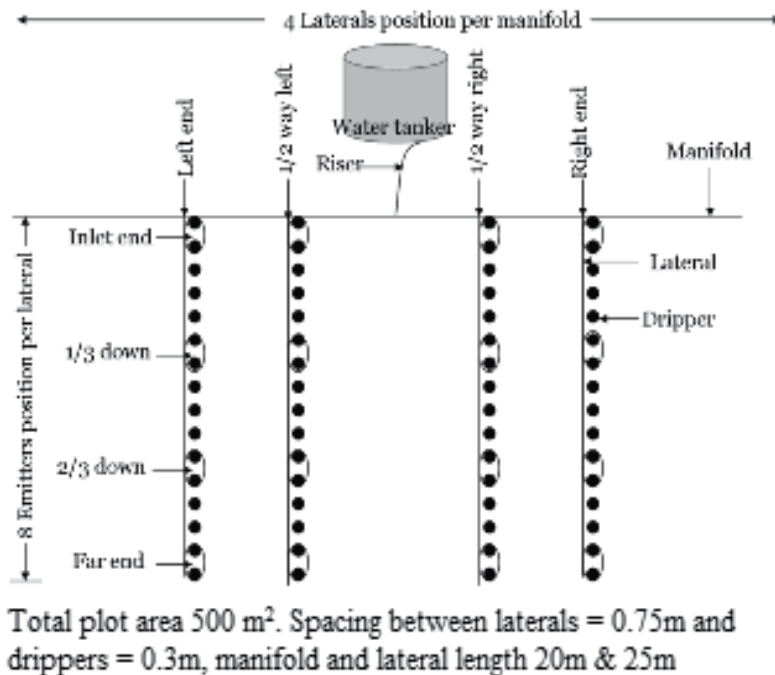 4 Laterals position per manifold
Left end
1/2 way left
Water tanker
Riser
1/2 way right
Right end
Manifold
Inlet end
Lateral
Dripper
1/3 down
2/3 down
Far end
8 Emitters position per lateral
Total plot area 500 m². Spacing between laterals = 0.75m and
drippers = 0.3m, manifold and lateral length 20m & 25m